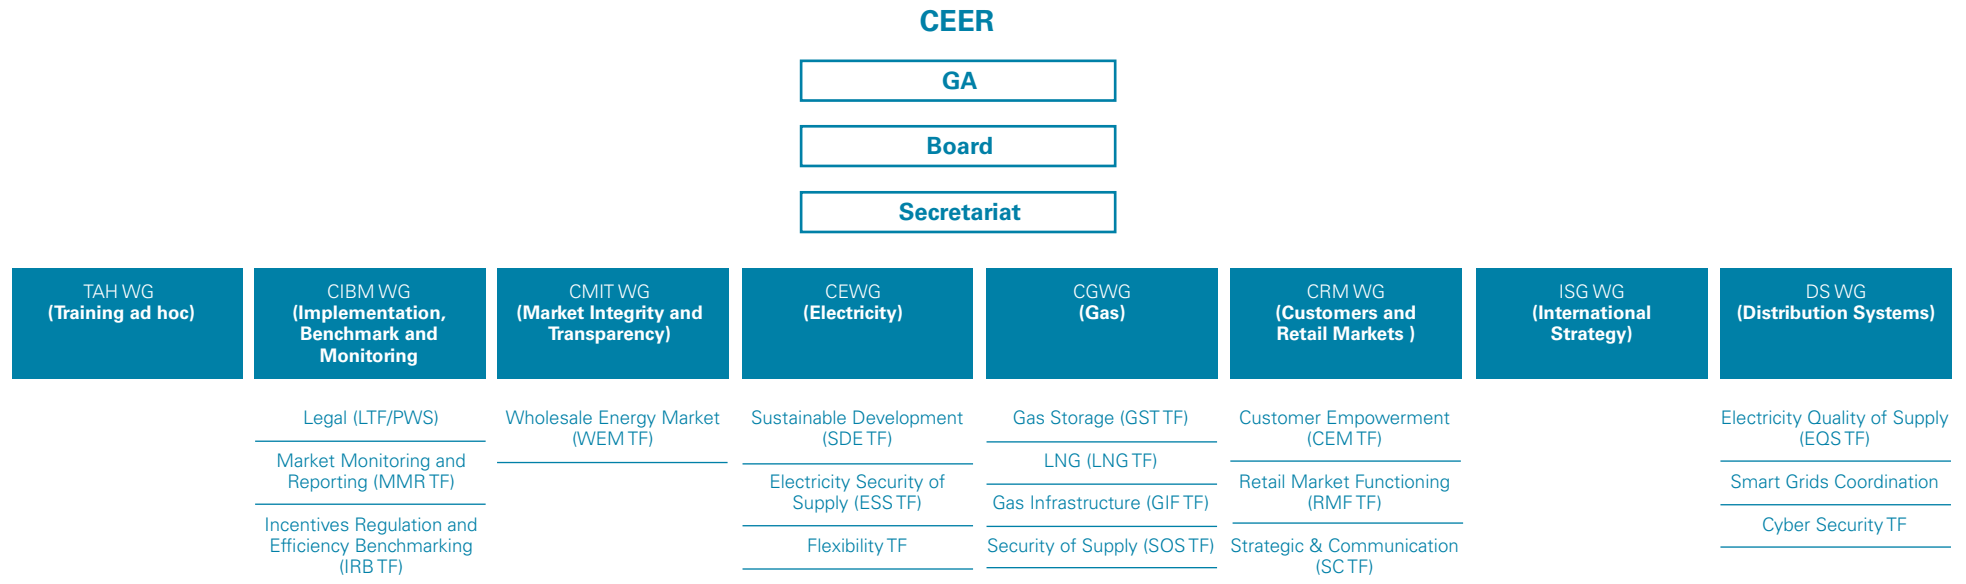 CEER
GA
Board
Secretariat
TAH WG
(Training ad hoc)
CIBM WG
(Implementation,
Benchmark and
Monitoring
CMIT WG
(Market Integrity and
Transparency)
CEWG
(Electricity)
CGWG
(Gas)
CRM WG
(Customers and
Retail Markets )
ISG WG
(International
Strategy)
DS WG
(Distribution Systems)
Legal (LTF/PWS)
Market Monitoring and
Reporting (MMR TF)
Incentives Regulation and
Efficiency Benchmarking
(IRB TF)
Wholesale Energy Market
(WEM TF)
Sustainable Development
(SDE TF)
Electricity Security of
Supply (ESS TF)
Flexibility TF
Gas Storage (GST TF)
LNG (LNG TF)
Gas Infrastructure (GIF TF)
Security of Supply (SOS TF)
Customer Empowerment
(CEM TF)
Retail Market Functioning
(RMF TF)
Strategic & Communication
(SC TF)
Electricity Quality of Supply
(EQS TF)
Smart Grids Coordination
Cyber Security TF